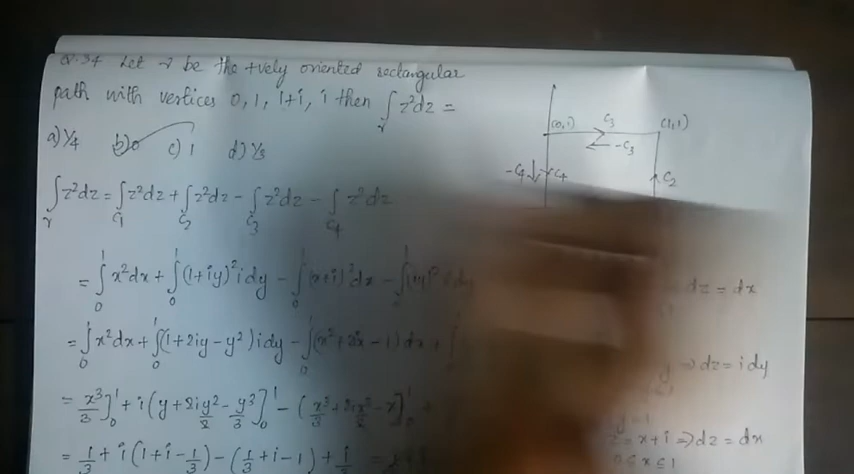 Q.34 Let γ be the +vely oriented rectangular
path with vertices 0, 1, 1+i, i then ∫γ z²dz =
a) 1/4 b) 0 c) 1 d) 1/3
(0,1) C3 (1,1)
-C3
-C4 C4 C2
∫γ z²dz = ∫C1 z²dz + ∫C2 z²dz - ∫C3 z²dz - ∫C4 z²dz
= ∫₀¹ x²dx + ∫₀¹ (1+iy)² i dy - ∫₀¹ (x+i)² dx - ∫₀¹
dz = dx
= ∫₀¹ x²dx + ∫₀¹ (1+2iy-y²) i dy - ∫₀¹ (x²+2ix-1) dx +
⇒ dz = i dy
= x³/3]₀¹ + i(y+2iy²/2-y³/3]₀¹ - (x³/3+2ix²/2-x]₀¹
y=1
z = x+i ⇒ dz = dx
= 1/3 + i(1+i-1/3) - (1/3+i-1) + i/3
0≤x≤1